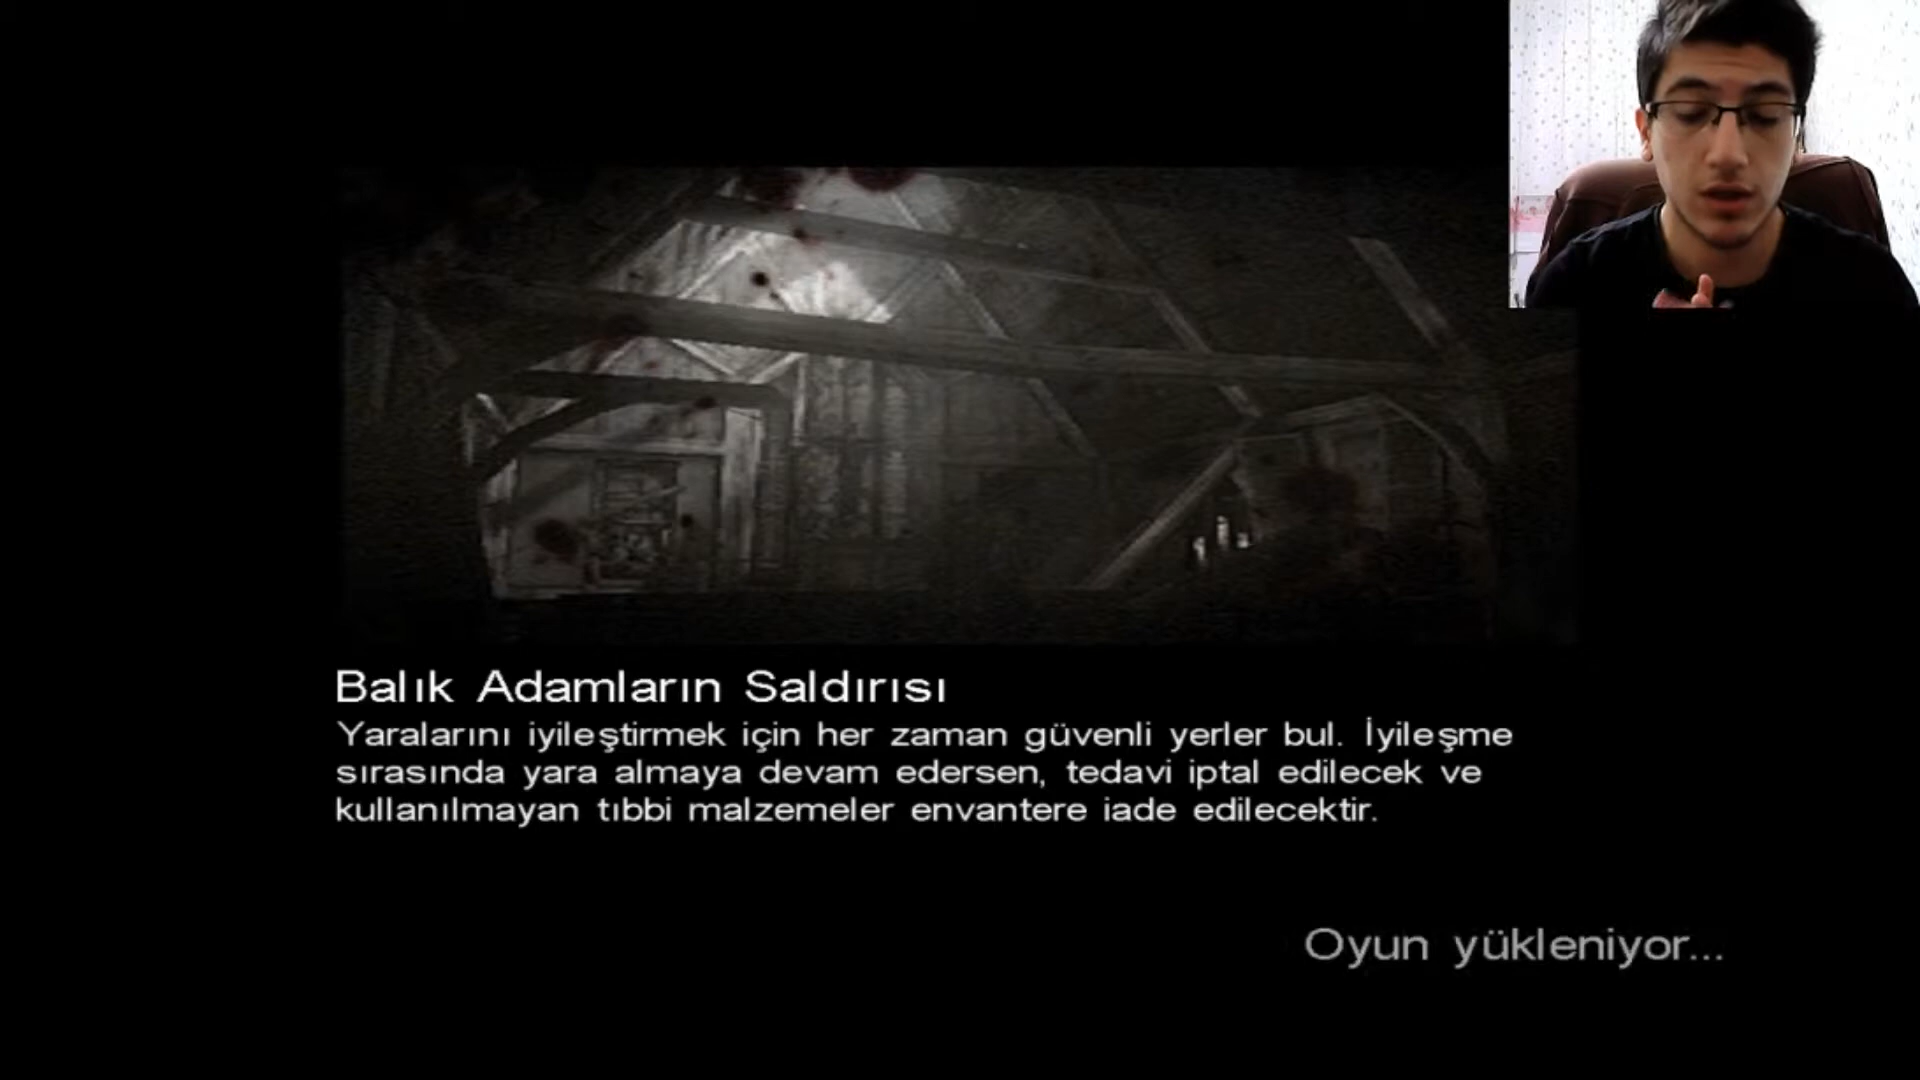 Balık Adamların Saldırısı
Yaralarını iyileştirmek için her zaman güvenli yerler bul. İyileşme
sırasında yara almaya devam edersen, tedavi iptal edilecek ve
kullanılmayan tıbbi malzemeler envantere iade edilecektir.
Oyun yükleniyor...